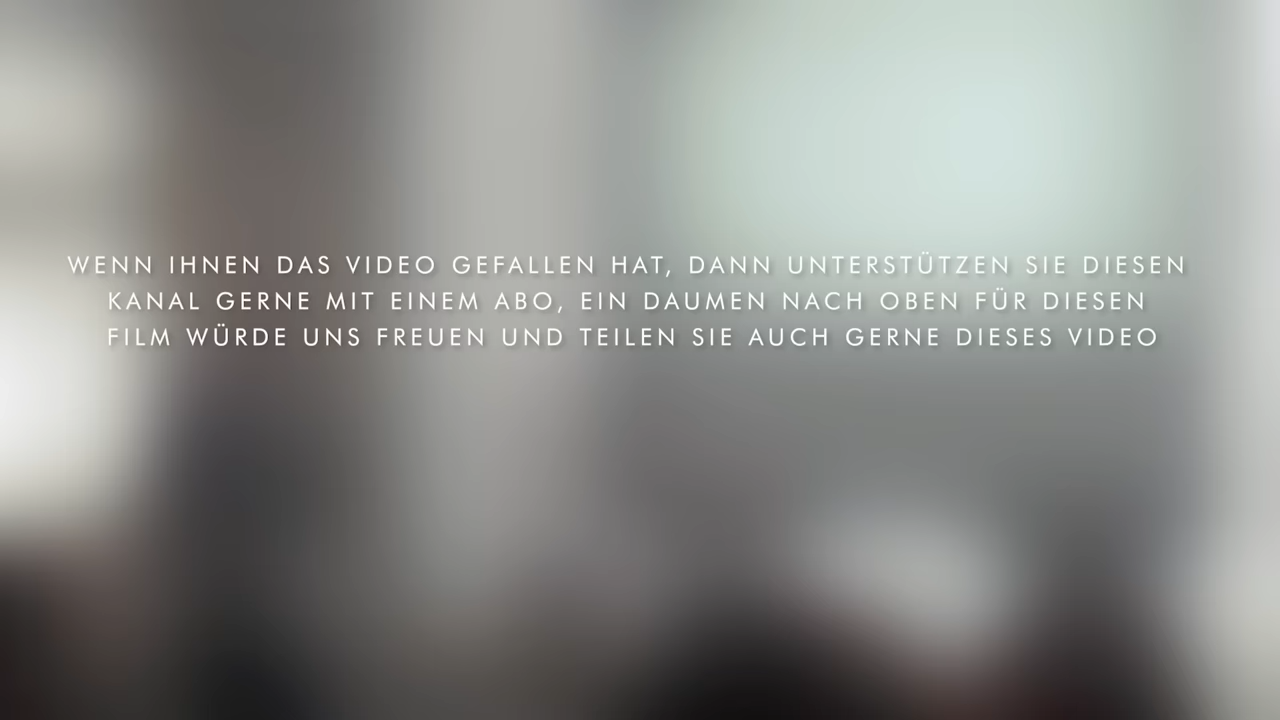 WENN IHNEN DAS VIDEO GEFALLEN HAT, DANN UNTERSTÜTZEN SIE DIESEN
KANAL GERNE MIT EINEM ABO, EIN DAUMEN NACH OBEN FÜR DIESEN
FILM WÜRDE UNS FREUEN UND TEILEN SIE AUCH GERNE DIESES VIDEO